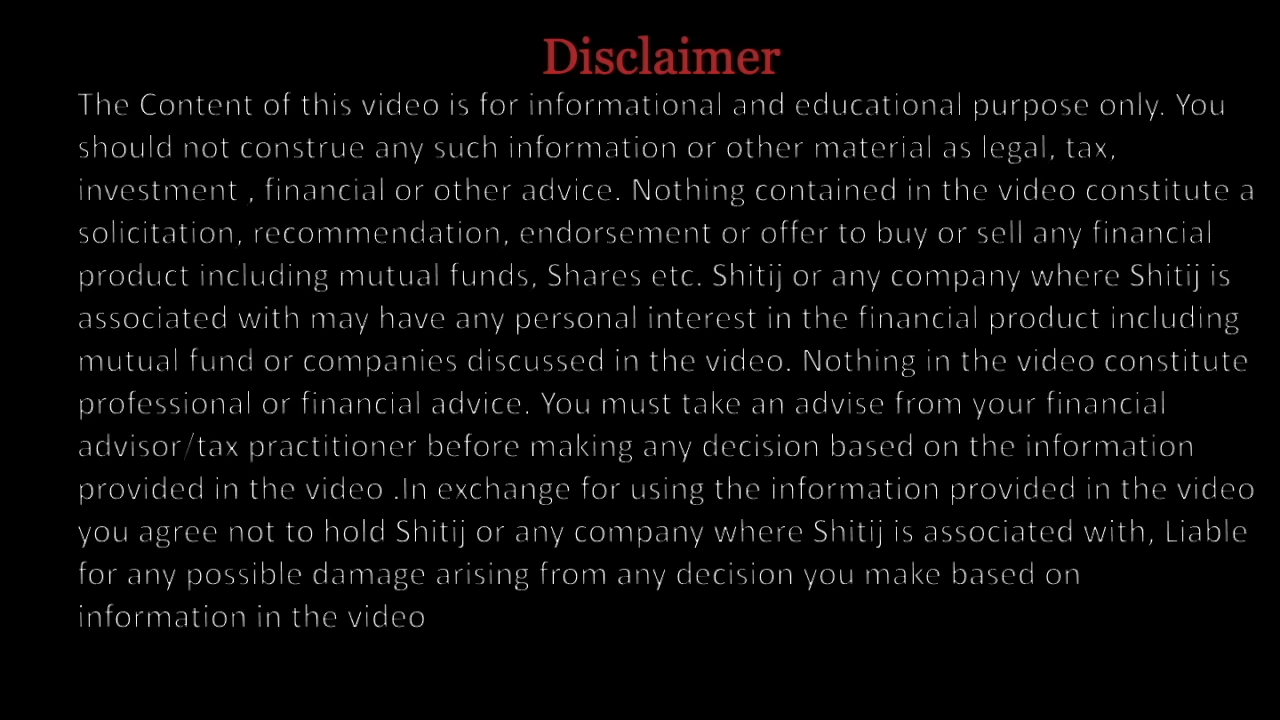 Disclaimer
The Content of this video is for informational and educational purpose only. You
should not construe any such information or other material as legal, tax,
investment , financial or other advice. Nothing contained in the video constitute a
solicitation, recommendation, endorsement or offer to buy or sell any financial
product including mutual funds, Shares etc. Shitij or any company where Shitij is
associated with may have any personal interest in the financial product including
mutual fund or companies discussed in the video. Nothing in the video constitute
professional or financial advice. You must take an advise from your financial
advisor/tax practitioner before making any decision based on the information
provided in the video .In exchange for using the information provided in the video
you agree not to hold Shitij or any company where Shitij is associated with, Liable
for any possible damage arising from any decision you make based on
information in the video